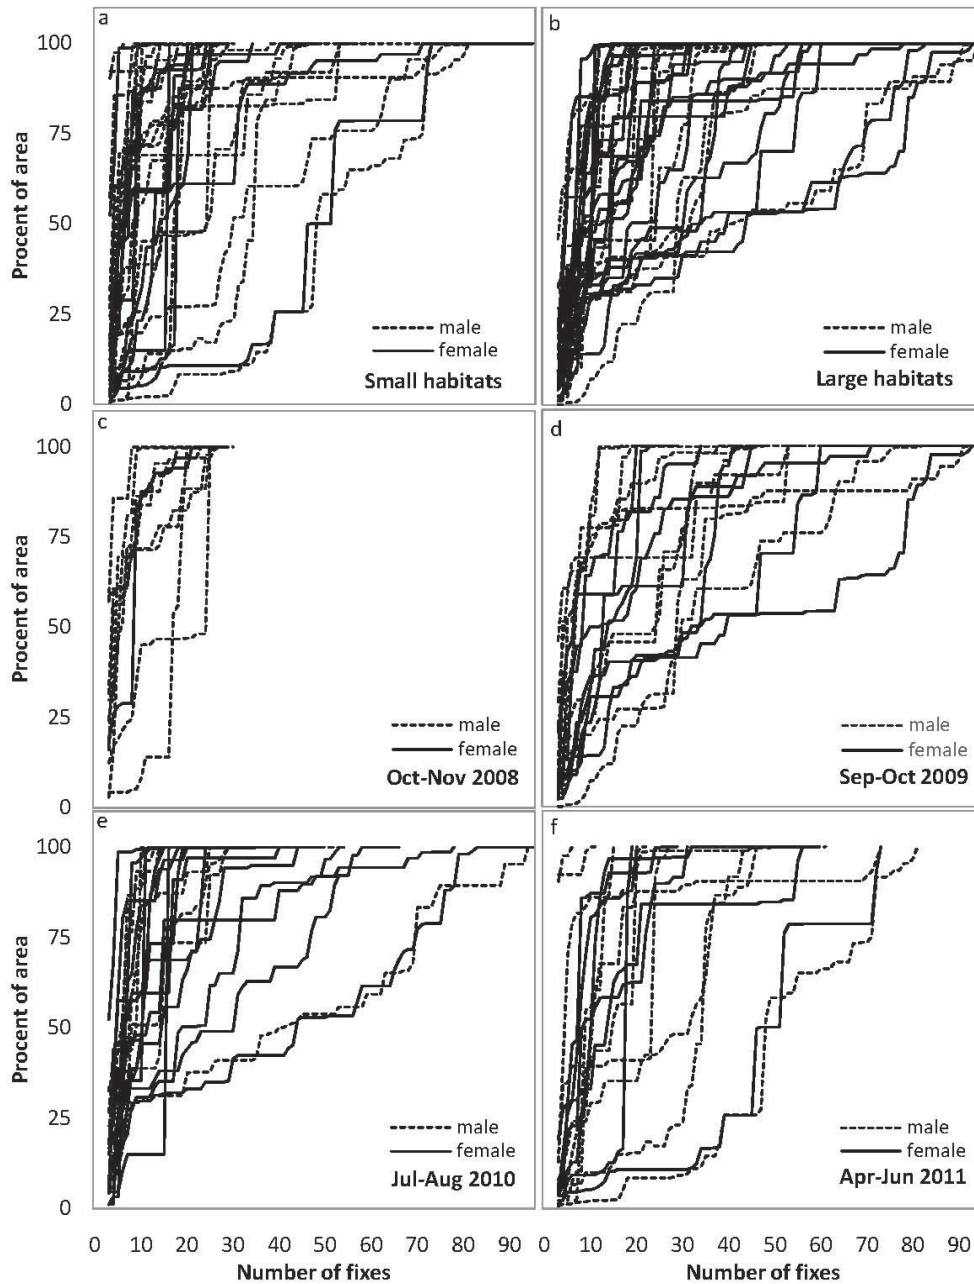 a
b
100
75
50
25
0
Procent of area
male
female
Small habitats
male
female
Large habitats
c
d
100
75
50
25
0
Procent of area
male
female
Oct-Nov 2008
male
female
Sep-Oct 2009
e
f
100
75
50
25
0
Procent of area
male
female
Jul-Aug 2010
male
female
Apr-Jun 2011
0 10 20 30 40 50 60 70 80 90
0 10 20 30 40 50 60 70 80 90
Number of fixes
Number of fixes